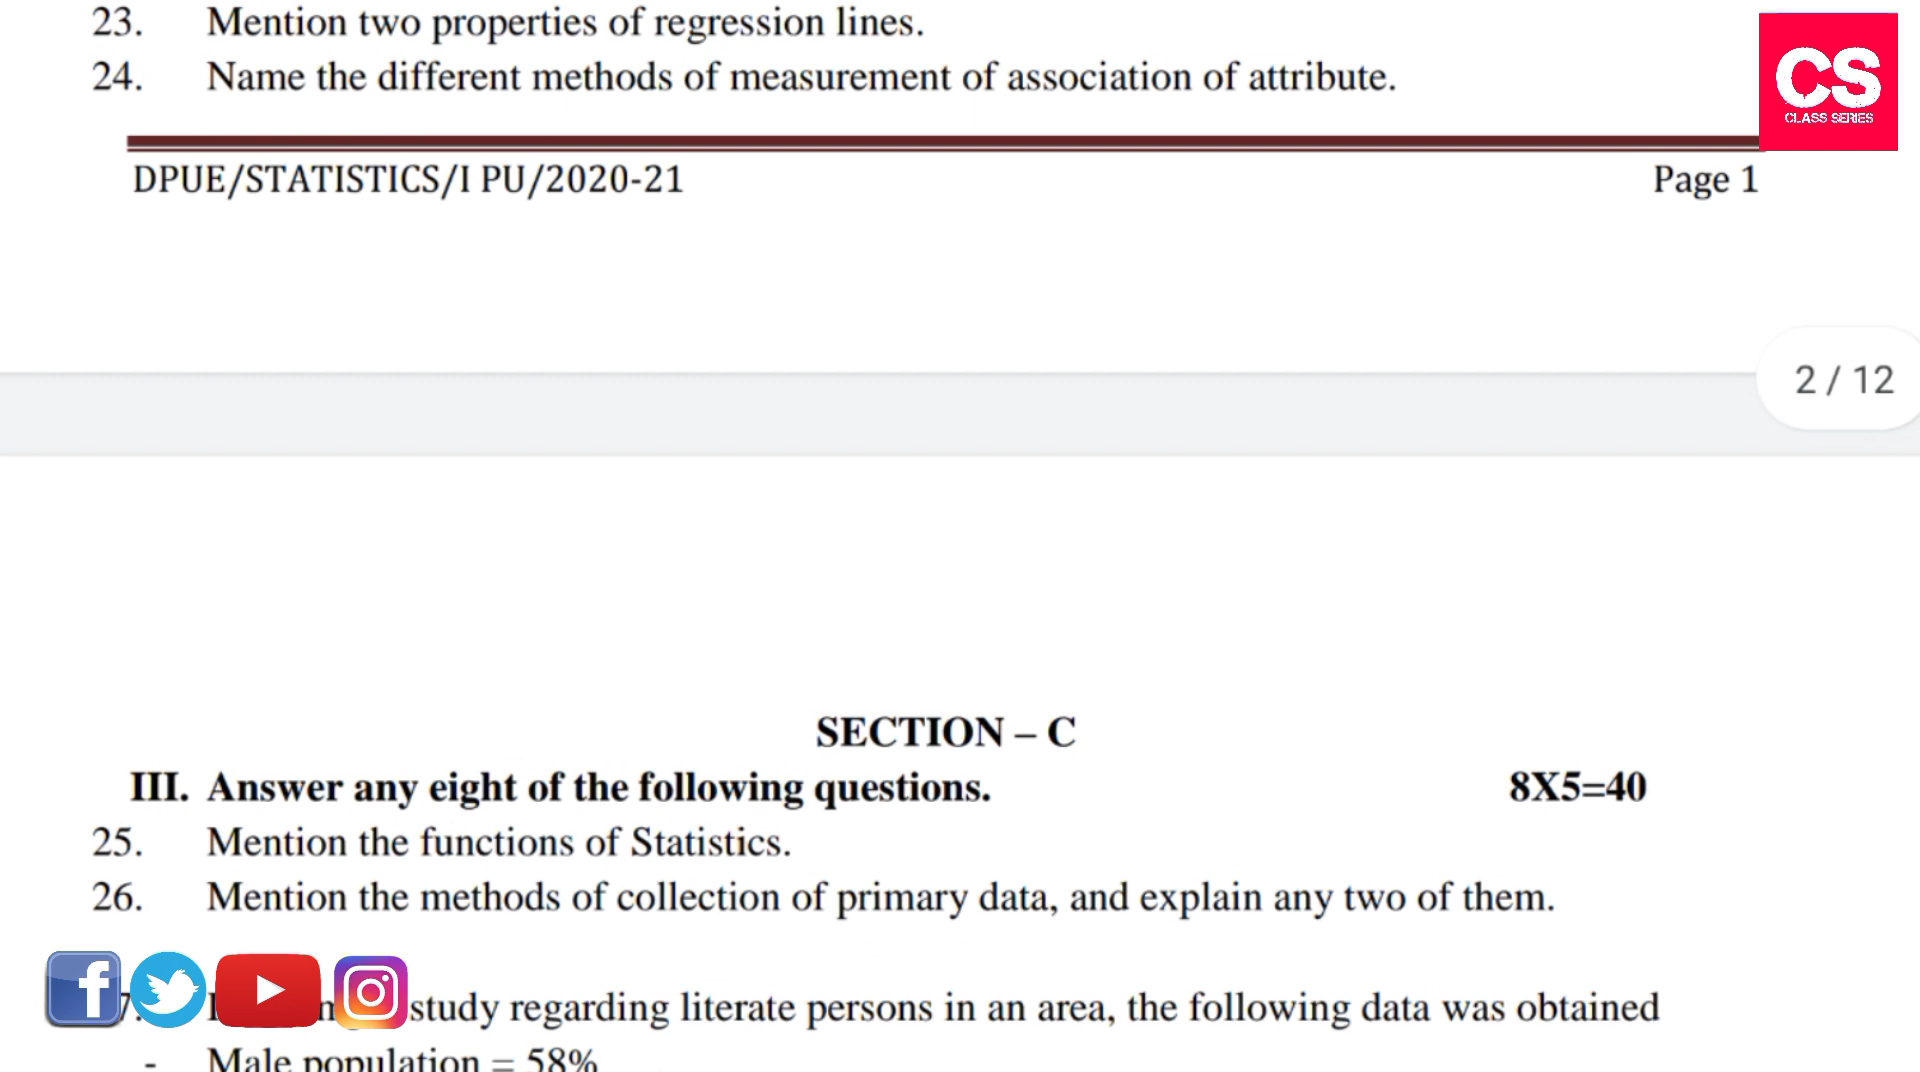 23. Mention two properties of regression lines.
24. Name the different methods of measurement of association of attribute.
CS
CLASS SERIES
DPUE/STATISTICS/I PU/2020-21 Page 1
2 / 12
SECTION – C
III. Answer any eight of the following questions. 8X5=40
25. Mention the functions of Statistics.
26. Mention the methods of collection of primary data, and explain any two of them.
study regarding literate persons in an area, the following data was obtained
- Male population = 58%